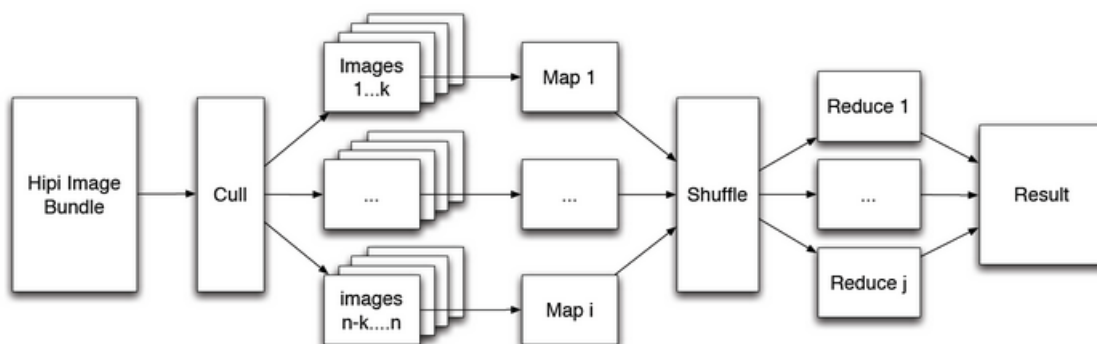 Hipi Image
Bundle
Cull
Images
1...k
...
images
n-k....n
Map 1
...
Map i
Shuffle
Reduce 1
...
Reduce j
Result